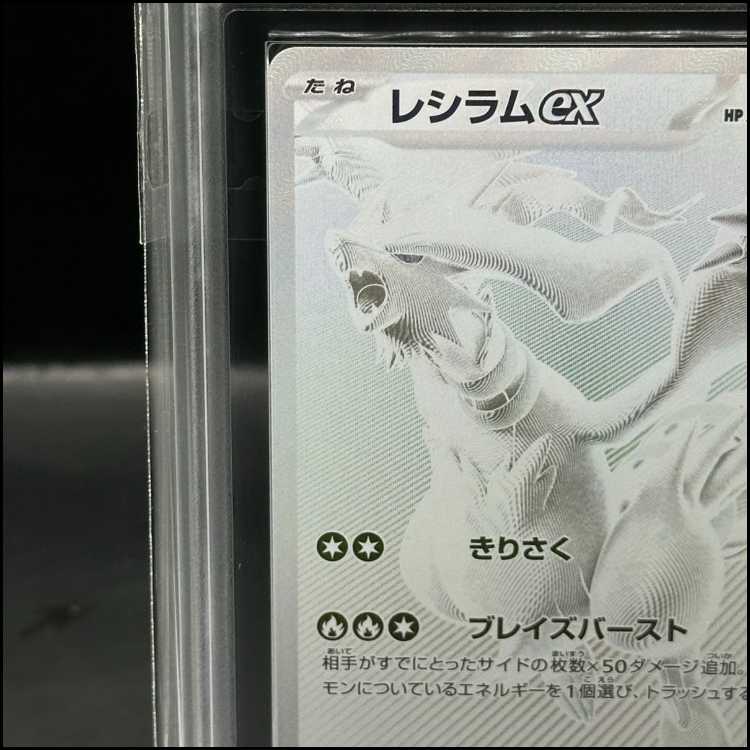 たね レシラムex HP
きりさく
ブレイズバースト
相手がすでにとったサイドの枚数×50ダメージ追加。
モンについているエネルギーを1個選び、トラッシュする